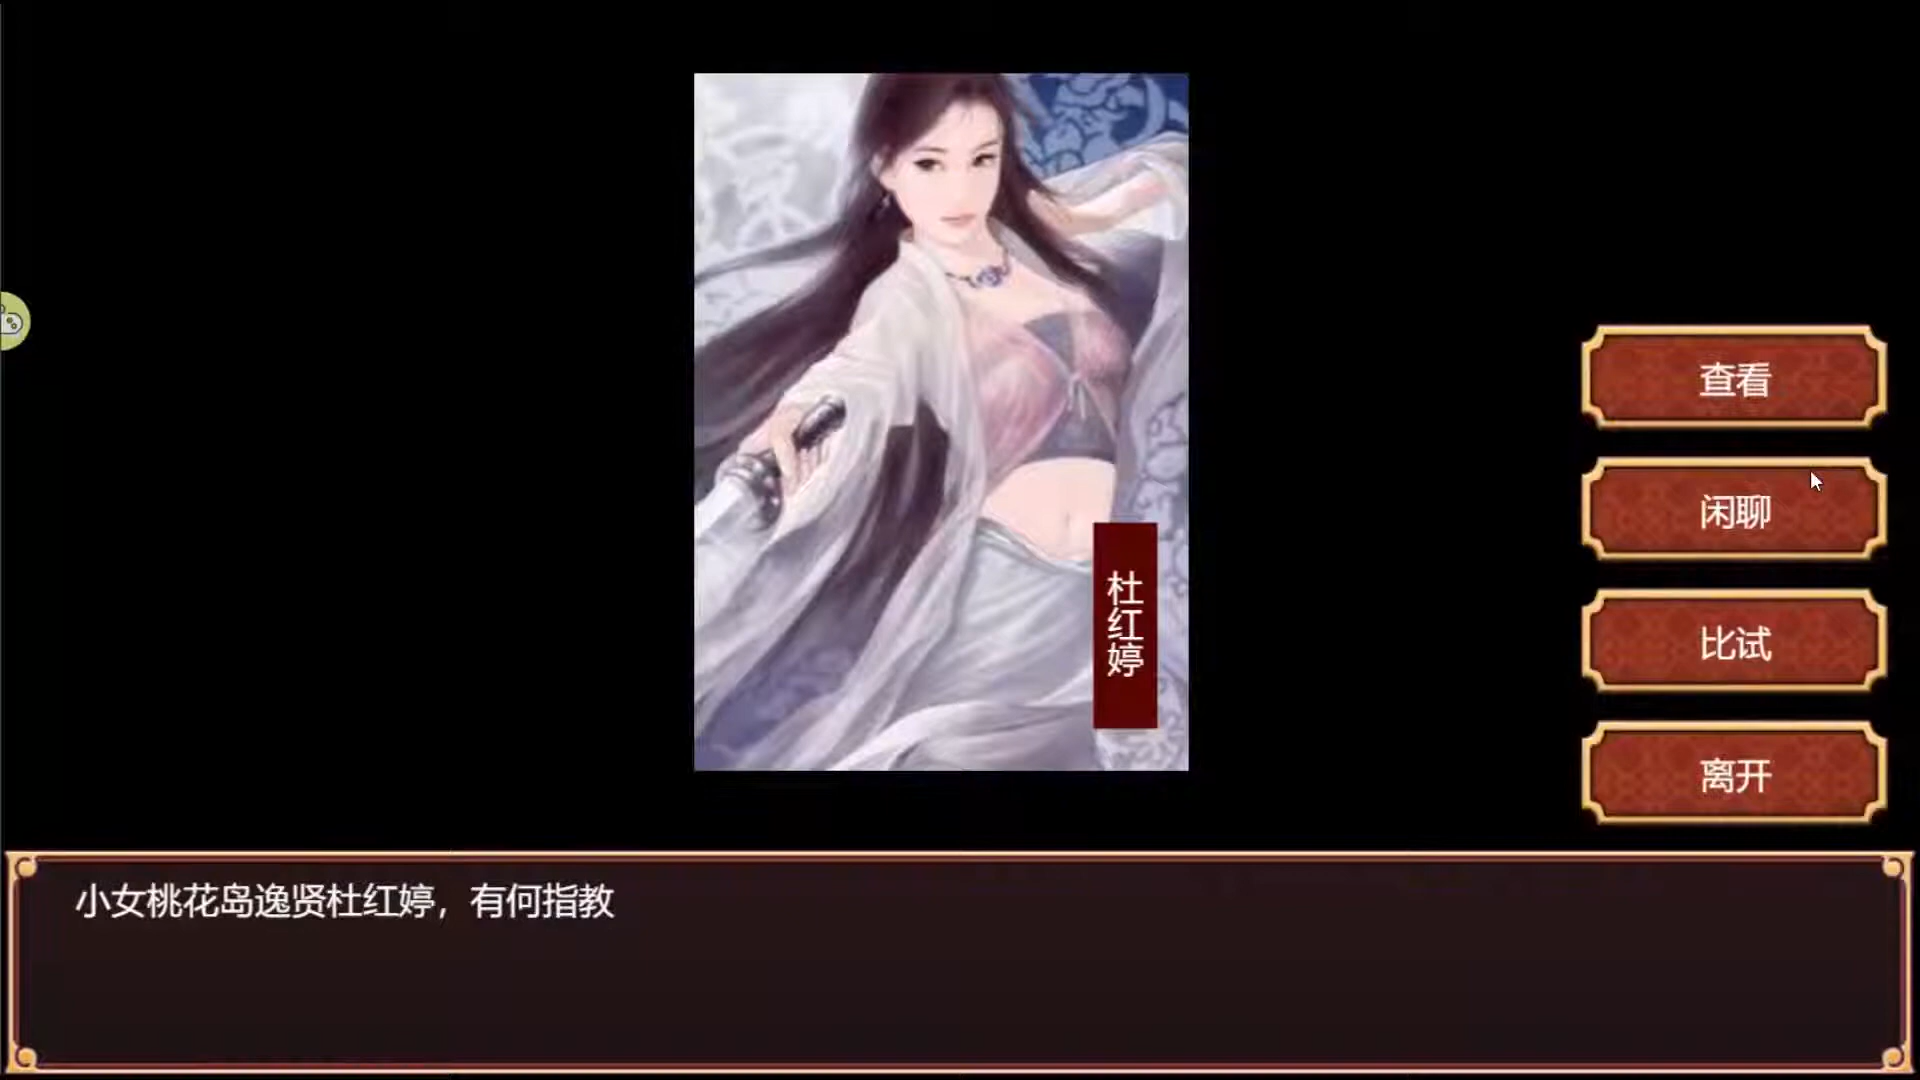 杜红婷
查看
闲聊
比试
离开
小女桃花岛逸贤杜红婷，有何指教